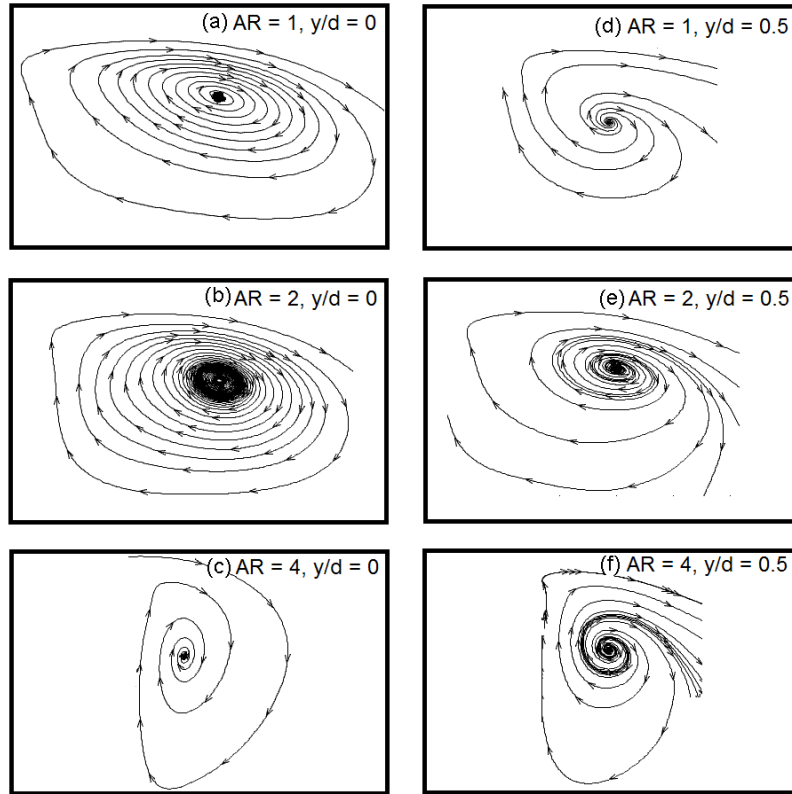 (a) AR = 1, y/d = 0
(d) AR = 1, y/d = 0.5
(b) AR = 2, y/d = 0
(e) AR = 2, y/d = 0.5
(c) AR = 4, y/d = 0
(f) AR = 4, y/d = 0.5